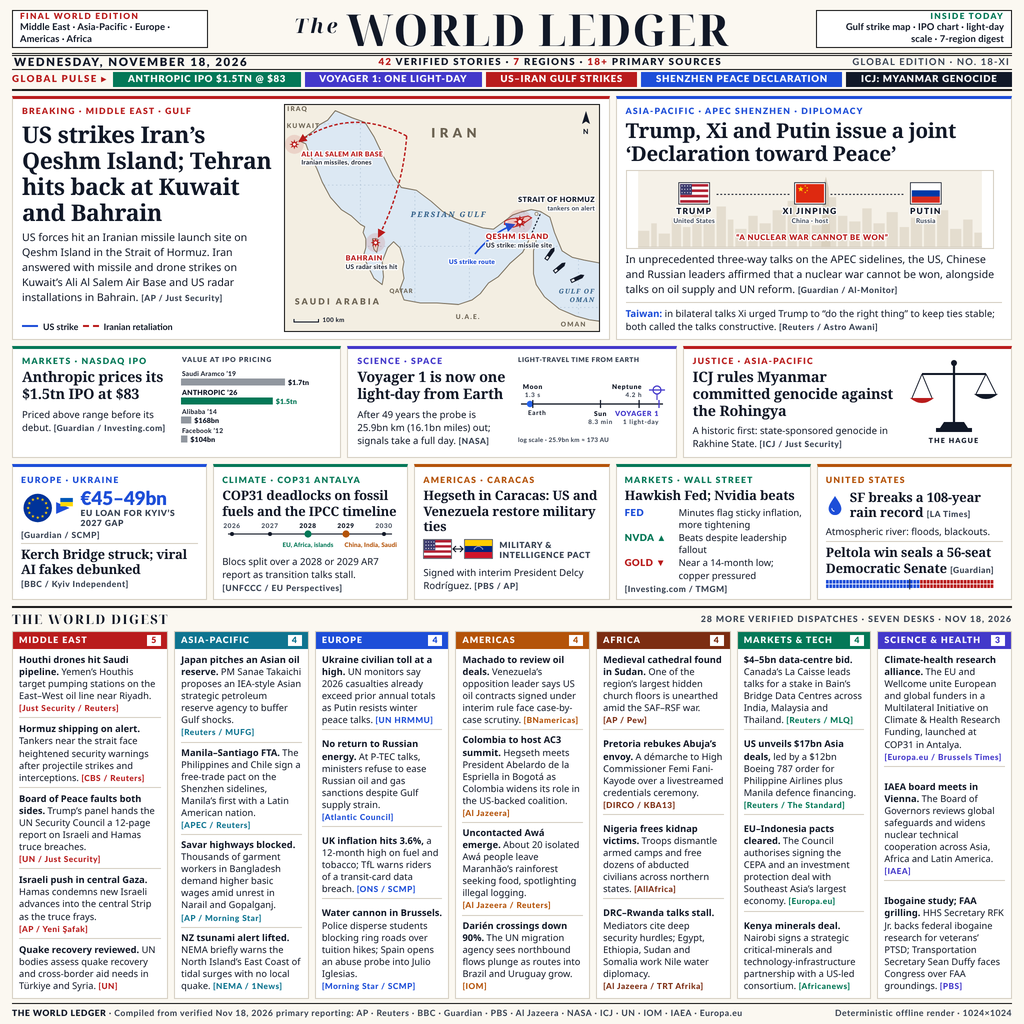 FINAL WORLD EDITION
Middle East · Asia-Pacific · Europe ·
Americas · Africa
The WORLD LEDGER
INSIDE TODAY
Gulf strike map · IPO chart · light-day
scale · 7-region digest
WEDNESDAY, NOVEMBER 18, 2026
42 VERIFIED STORIES · 7 REGIONS · 18+ PRIMARY SOURCES
GLOBAL EDITION · NO. 18-XI
GLOBAL PULSE ▸
ANTHROPIC IPO $1.5TN @ $83
VOYAGER 1: ONE LIGHT-DAY
US–IRAN GULF STRIKES
SHENZHEN PEACE DECLARATION
ICJ: MYANMAR GENOCIDE
BREAKING · MIDDLE EAST · GULF
US strikes Iran’s
Qeshm Island; Tehran
hits back at Kuwait
and Bahrain
US forces hit an Iranian missile launch site on
Qeshm Island in the Strait of Hormuz. Iran
answered with missile and drone strikes on
Kuwait’s Ali Al Salem Air Base and US radar
installations in Bahrain. [AP / Just Security]
US strike
Iranian retaliation
IRAQ
KUWAIT
IRAN
N
ALI AL SALEM AIR BASE
Iranian missiles, drones
PERSIAN GULF
STRAIT OF HORMUZ
tankers on alert
QESHM ISLAND
US strike: missile site
US strike route
BAHRAIN
US radar sites hit
QATAR
SAUDI ARABIA
100 km
U.A.E.
GULF OF
OMAN
OMAN
ASIA-PACIFIC · APEC SHENZHEN · DIPLOMACY
Trump, Xi and Putin issue a joint
‘Declaration toward Peace’
TRUMP
United States
XI JINPING
China · host
PUTIN
Russia
“A NUCLEAR WAR CANNOT BE WON”
In unprecedented three-way talks on the APEC sidelines, the US, Chinese
and Russian leaders affirmed that a nuclear war cannot be won, alongside
talks on oil supply and UN reform. [Guardian / Al-Monitor]
Taiwan: in bilateral talks Xi urged Trump to “do the right thing” to keep ties stable;
both called the talks constructive. [Reuters / Astro Awani]
MARKETS · NASDAQ IPO
Anthropic prices its
$1.5tn IPO at $83
Priced above range before its
debut. [Guardian / Investing.com]
VALUE AT IPO PRICING
Saudi Aramco ’19
$1.7tn
ANTHROPIC ’26
$1.5tn
Alibaba ’14
$168bn
Facebook ’12
$104bn
SCIENCE · SPACE
Voyager 1 is now one
light-day from Earth
After 49 years the probe is
25.9bn km (16.1bn miles) out;
signals take a full day. [NASA]
LIGHT-TRAVEL TIME FROM EARTH
Moon
1.3 s
Neptune
4.2 h
Earth
Sun
8.3 min
VOYAGER 1
1 light-day
log scale · 25.9bn km = 173 AU
JUSTICE · ASIA-PACIFIC
ICJ rules Myanmar
committed genocide against
the Rohingya
A historic first: state-sponsored genocide in
Rakhine State. [ICJ / Just Security]
THE HAGUE
EUROPE · UKRAINE
€45–49bn
EU LOAN FOR KYIV’S
2027 GAP
[Guardian / SCMP]
Kerch Bridge struck; viral
AI fakes debunked
[BBC / Kyiv Independent]
CLIMATE · COP31 ANTALYA
COP31 deadlocks on fossil
fuels and the IPCC timeline
2026 2027 2028 2029 2030
EU, Africa, islands
China, India, Saudi
Blocs split over a 2028 or 2029 AR7
report as transition talks stall.
[UNFCCC / EU Perspectives]
AMERICAS · CARACAS
Hegseth in Caracas: US and
Venezuela restore military
ties
MILITARY &
INTELLIGENCE PACT
Signed with interim President Delcy
Rodríguez. [PBS / AP]
MARKETS · WALL STREET
Hawkish Fed; Nvidia beats
FED
Minutes flag sticky inflation,
more tightening
NVDA ▲
Beats despite leadership
fallout
GOLD ▼
Near a 14-month low;
copper pressured
[Investing.com / TMGM]
UNITED STATES
SF breaks a 108-year
rain record [LA Times]
Atmospheric river: floods, blackouts.
Peltola win seals a 56-seat
Democratic Senate [Guardian]
THE WORLD DIGEST
28 MORE VERIFIED DISPATCHES · SEVEN DESKS · NOV 18, 2026
MIDDLE EAST 5
Houthi drones hit Saudi
pipeline. Yemen’s Houthis
target pumping stations on the
East–West oil line near Riyadh.
[Just Security / Reuters]
Hormuz shipping on alert.
Tankers near the strait face
heightened security warnings
after projectile strikes and
interceptions. [CBS / Reuters]
Board of Peace faults both
sides. Trump’s panel hands the
UN Security Council a 12-page
report on Israeli and Hamas
truce breaches.
[UN / Just Security]
Israeli push in central Gaza.
Hamas condemns new Israeli
advances into the central Strip
as the truce frays.
[AP / Yeni Şafak]
Quake recovery reviewed. UN
bodies assess quake recovery
and cross-border aid needs in
Türkiye and Syria. [UN]
ASIA-PACIFIC 4
Japan pitches an Asian oil
reserve. PM Sanae Takaichi
proposes an IEA-style Asian
strategic petroleum
reserve agency to buffer
Gulf shocks.
[Reuters / MUFG]
Manila–Santiago FTA. The
Philippines and Chile sign a
free-trade pact on the
Shenzhen sidelines,
Manila’s first with a Latin
American nation.
[APEC / Reuters]
Savar highways blocked.
Thousands of garment
workers in Bangladesh
demand higher basic
wages amid unrest in
Narail and Gopalganj.
[AP / Morning Star]
NZ tsunami alert lifted.
NEMA briefly warns the
North Island’s East Coast of
tidal surges with no local
quake. [NEMA / 1News]
EUROPE 4
Ukraine civilian toll at a
high. UN monitors say
2026 casualties already
exceed prior annual totals
as Putin resists winter
peace talks. [UN HRMMU]
No return to Russian
energy. At P-TEC talks,
ministers refuse to ease
Russian oil and gas
sanctions despite Gulf
supply strain.
[Atlantic Council]
UK inflation hits 3.6%, a
12-month high on fuel and
tobacco; TfL warns riders
of a transit-card data
breach. [ONS / SCMP]
Water cannon in Brussels.
Police disperse students
blocking ring roads over
tuition hikes; Spain opens
an abuse probe into Julio
Iglesias.
[Morning Star / SCMP]
AMERICAS 4
Machado to review oil
deals. Venezuela’s
opposition leader says US
oil contracts signed under
interim rule face case-by-
case scrutiny. [BNamericas]
Colombia to host AC3
summit. Hegseth meets
President Abelardo de la
Espriella in Bogotá as
Colombia widens its role in
the US-backed coalition.
[Al Jazeera]
Uncontacted Awá
emerge. About 20 isolated
Awá people leave
Maranhão’s rainforest
seeking food, spotlighting
illegal logging.
[Al Jazeera / Reuters]
Darién crossings down
90%. The UN migration
agency sees northbound
flows plunge as routes into
Brazil and Uruguay grow.
[IOM]
AFRICA 4
Medieval cathedral found
in Sudan. One of the
region’s largest hidden
church floors is unearthed
amid the SAF–RSF war.
[AP / Pew]
Pretoria rebukes Abuja’s
envoy. A démarche to High
Commissioner Femi Fani-
Kayode over a livestreamed
credentials ceremony.
[DIRCO / KBA13]
Nigeria frees kidnap
victims. Troops dismantle
armed camps and free
dozens of abducted
civilians across northern
states. [AllAfrica]
DRC–Rwanda talks stall.
Mediators cite deep
security hurdles; Egypt,
Ethiopia, Sudan and
Somalia work Nile water
diplomacy.
[Al Jazeera / TRT Afrika]
MARKETS & TECH 4
$4–5bn data-centre bid.
Canada’s La Caisse leads
talks for a stake in Bain’s
Bridge Data Centres across
India, Malaysia and
Thailand. [Reuters / MLQ]
US unveils $17bn Asia
deals, led by a $12bn
Boeing 787 order for
Philippine Airlines plus
Manila defence financing.
[Reuters / The Standard]
EU–Indonesia pacts
cleared. The Council
authorises signing the
CEPA and an investment
protection deal with
Southeast Asia’s largest
economy. [Europa.eu]
Kenya minerals deal.
Nairobi signs a strategic
critical-minerals and
technology-infrastructure
partnership with a US-led
consortium. [Africanews]
SCIENCE & HEALTH 3
Climate-health research
alliance. The EU and
Wellcome unite European
and global funders in a
Multilateral Initiative on
Climate & Health Research
Funding, launched at
COP31 in Antalya.
[Europa.eu / Brussels Times]
IAEA board meets in
Vienna. The Board of
Governors reviews global
safeguards and widens
nuclear technical
cooperation across Asia,
Africa and Latin America.
[IAEA]
Ibogaine study; FAA
grilling. HHS Secretary RFK
Jr. backs federal ibogaine
research for veterans’
PTSD; Transportation
Secretary Sean Duffy faces
Congress over FAA
groundings. [PBS]
THE WORLD LEDGER · Compiled from verified Nov 18, 2026 primary reporting: AP · Reuters · BBC · Guardian · PBS · Al Jazeera · NASA · ICJ · UN · IOM · IAEA · Europa.eu
Deterministic offline render · 1024×1024